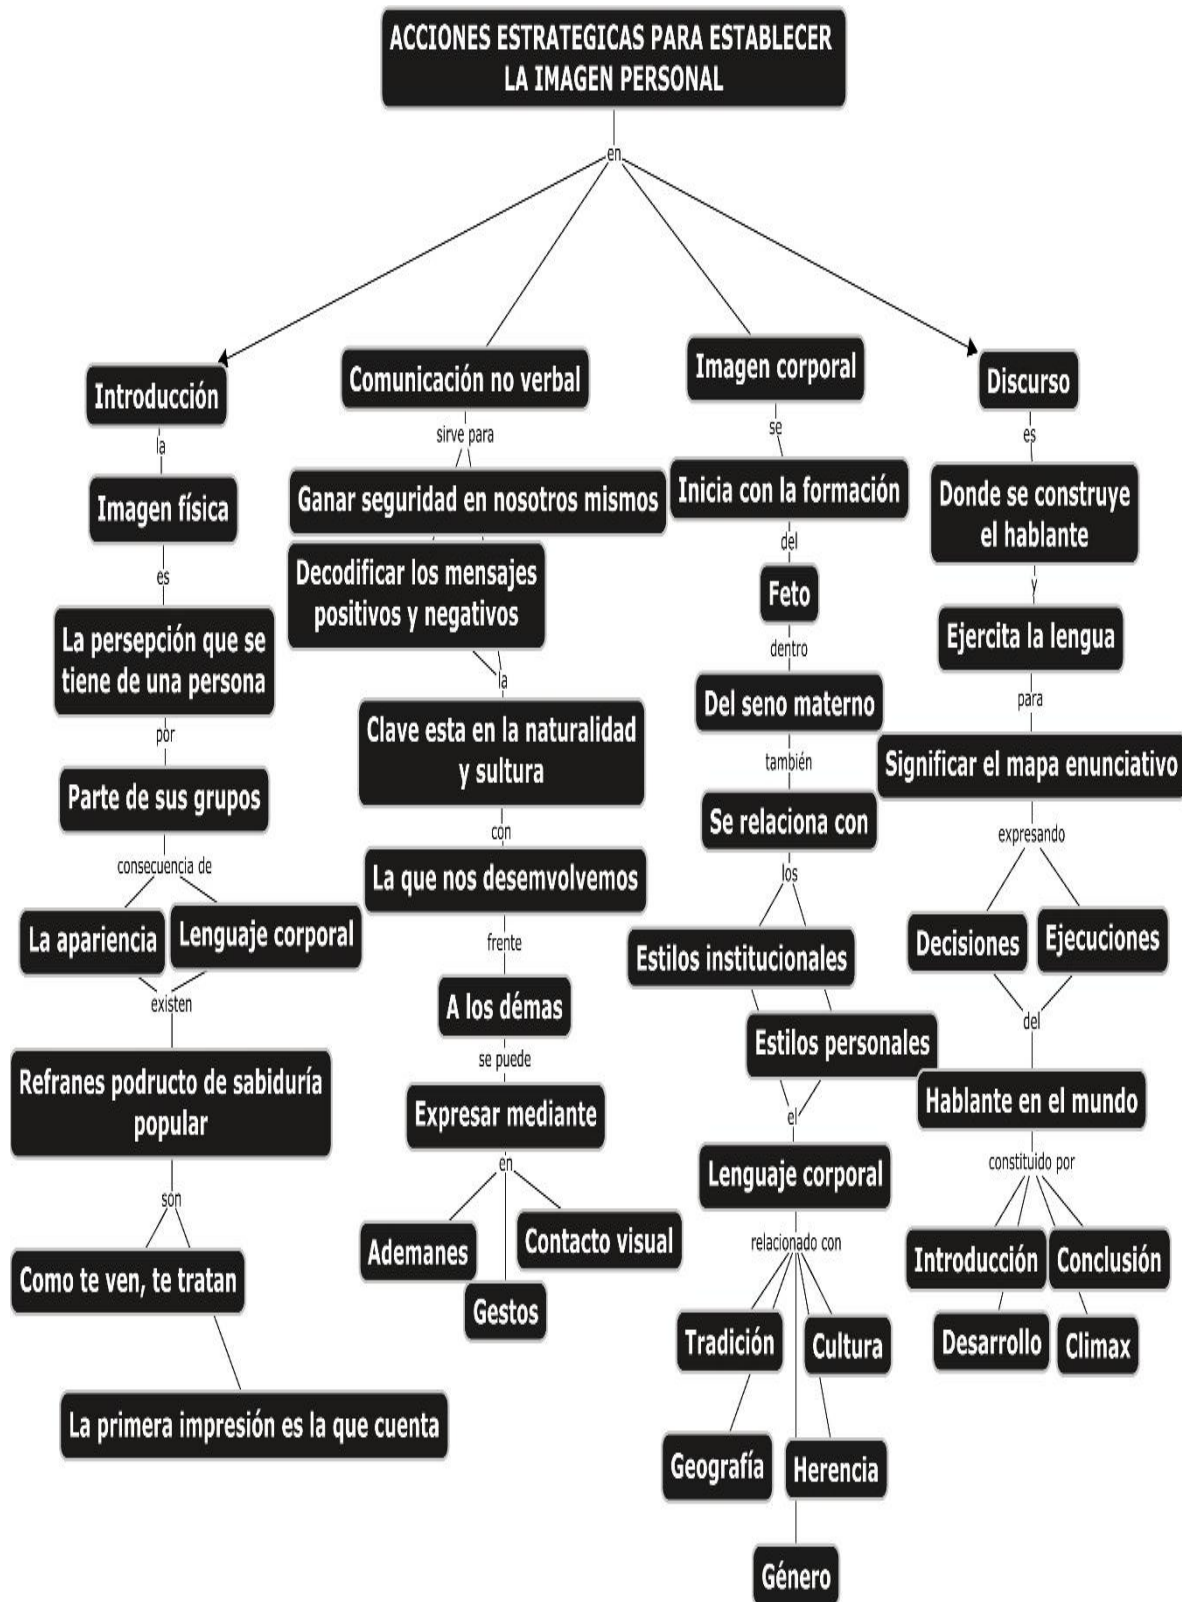 ACCIONES ESTRATEGICAS PARA ESTABLECER
LA IMAGEN PERSONAL
en
Introducción
la
Imagen física
es
La persepción que se
tiene de una persona
por
Parte de sus grupos
consecuencia de
La apariencia
Lenguaje corporal
existen
Refranes podructo de sabiduría
popular
son
Como te ven, te tratan
La primera impresión es la que cuenta
Comunicación no verbal
sirve para
Ganar seguridad en nosotros mismos
Decodificar los mensajes
positivos y negativos
la
Clave esta en la naturalidad
y sultura
con
La que nos desemvolvemos
frente
A los démas
se puede
Expresar mediante
en
Ademanes
Gestos
Contacto visual
Imagen corporal
se
Inicia con la formación
del
Feto
dentro
Del seno materno
también
Se relaciona con
los
Estilos institucionales
Estilos personales
el
Lenguaje corporal
relacionado con
Tradición
Cultura
Geografía
Herencia
Género
Discurso
es
Donde se construye
el hablante
y
Ejercita la lengua
para
Significar el mapa enunciativo
expresando
Decisiones
Ejecuciones
del
Hablante en el mundo
constituido por
Introducción
Conclusión
Desarrollo
Climax